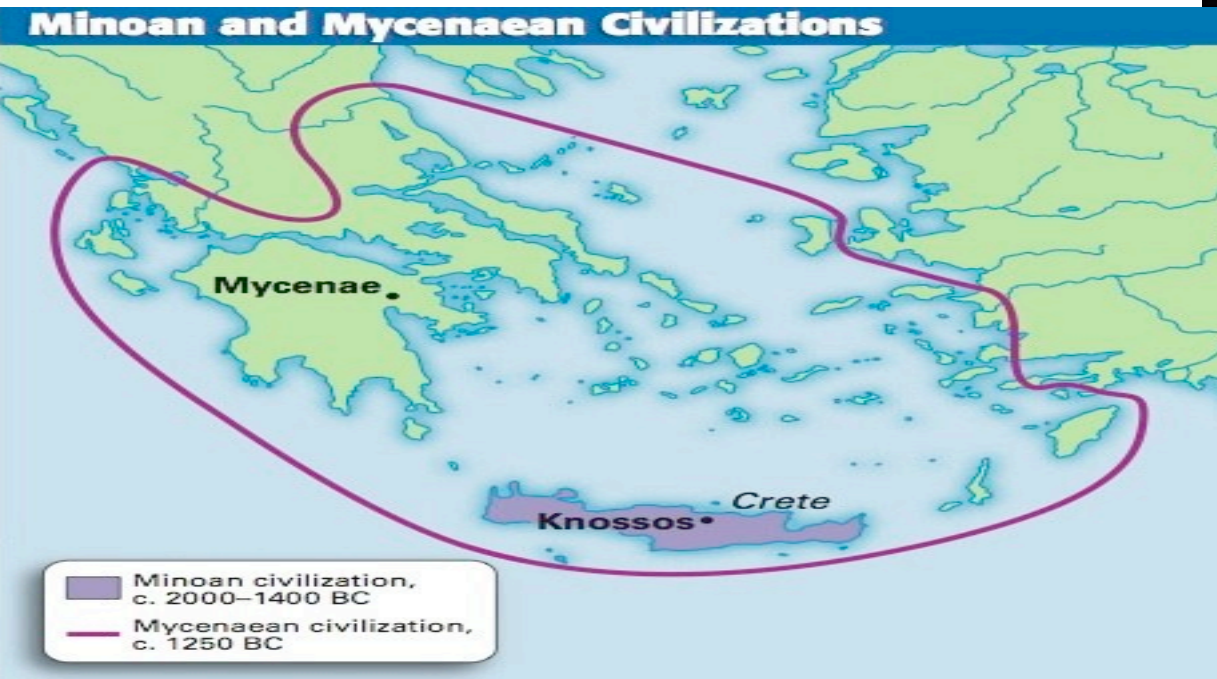 Minoan and Mycenaean Civilizations
Mycenae
Crete
Knossos
Minoan civilization,
c. 2000–1400 BC
Mycenaean civilization,
c. 1250 BC